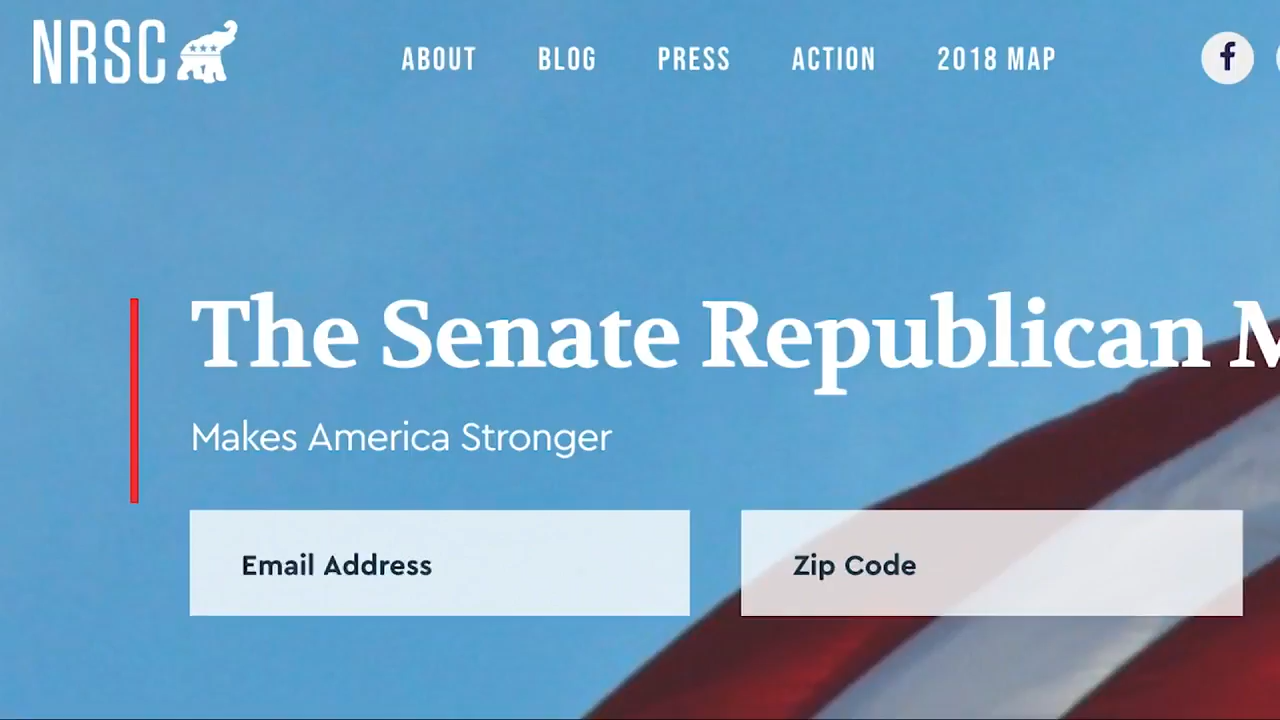 NRSC
ABOUT BLOG PRESS ACTION 2018 MAP
The Senate Republican M
Makes America Stronger
Email Address Zip Code